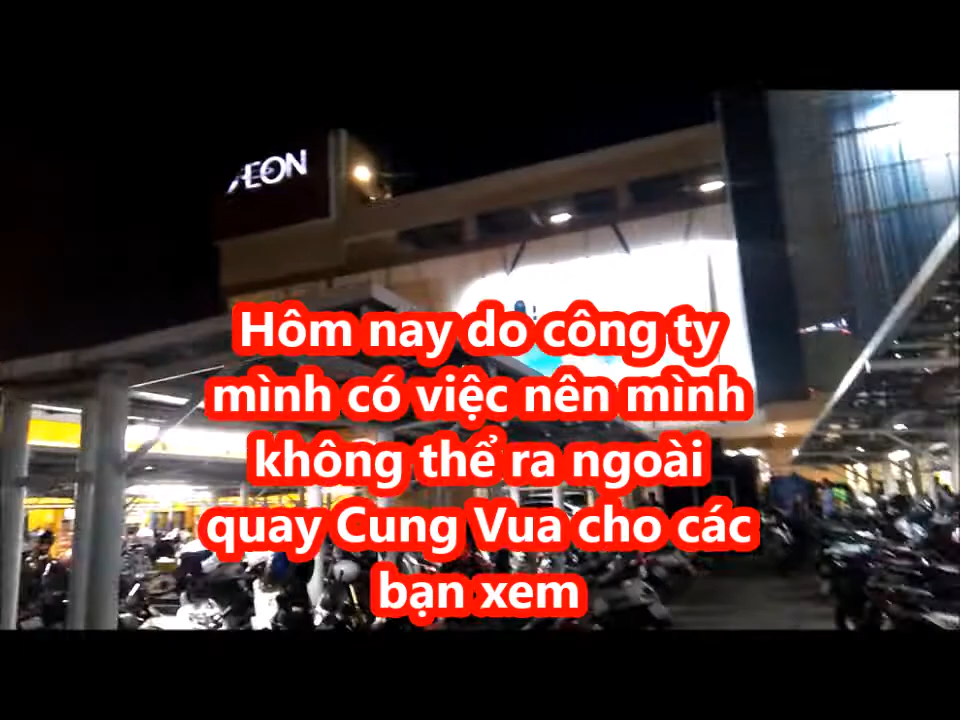 AEON
Hôm nay do công ty
mình có việc nên mình
không thể ra ngoài
quay Cung Vua cho các
bạn xem